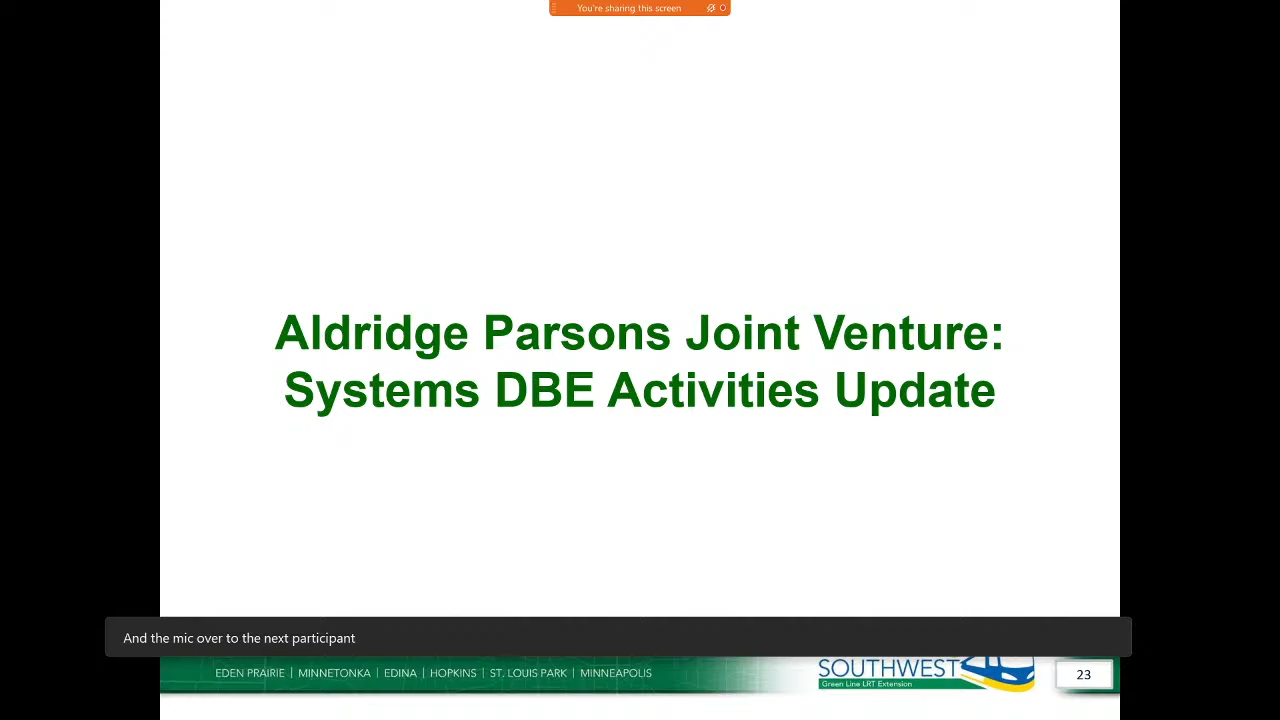 You're sharing this screen
Aldridge Parsons Joint Venture:
Systems DBE Activities Update
And the mic over to the next participant
EDEN PRAIRIE | MINNETONKA | EDINA | HOPKINS | ST. LOUIS PARK | MINNEAPOLIS
SOUTHWEST
Green Line LRT Extension
23